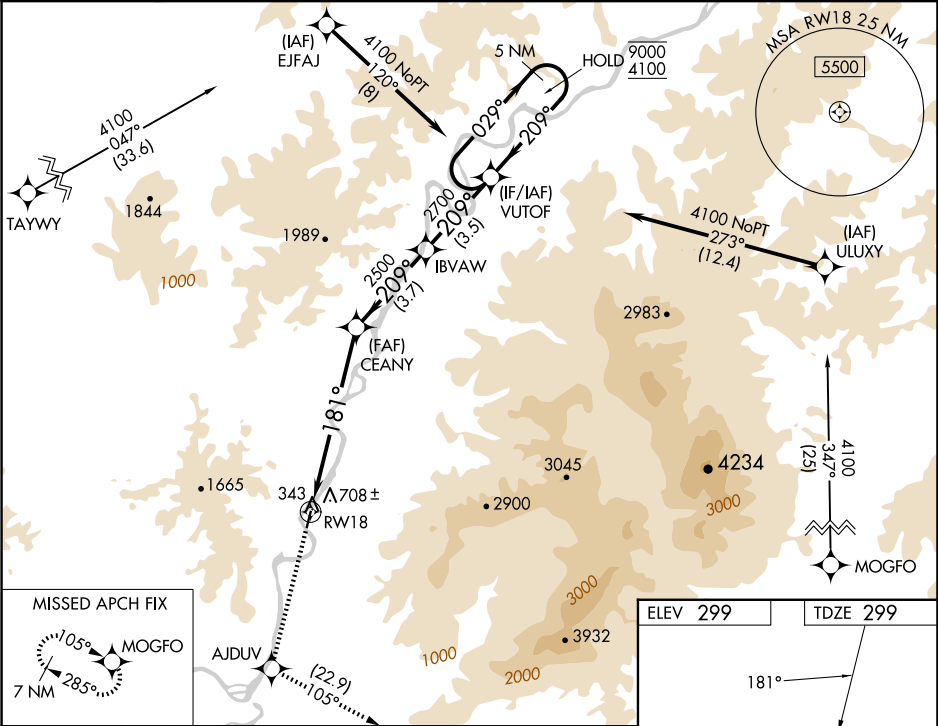 (IAF)
EJFAJ
4100 NoPT
120°
(8)
5 NM
HOLD
9000
4100
MSA RW18 25 NM
5500
029°
209°
4100
047°
(33.6)
TAYWY
1844
1989
1000
(IF/IAF)
VUTOF
2700
209°
(3.5)
IBVAW
2500
209°
(3.7)
(FAF)
CEANY
4100 NoPT
273°
(12.4)
(IAF)
ULUXY
2983
181°
4100
347°
(25)
4234
3045
2900
3000
1665
343
708 ±
RW18
MOGFO
3000
3932
1000
2000
MISSED APCH FIX
105°
MOGFO
285°
7 NM
AJDUV
(22.9)
105°
ELEV 299
TDZE 299
181°